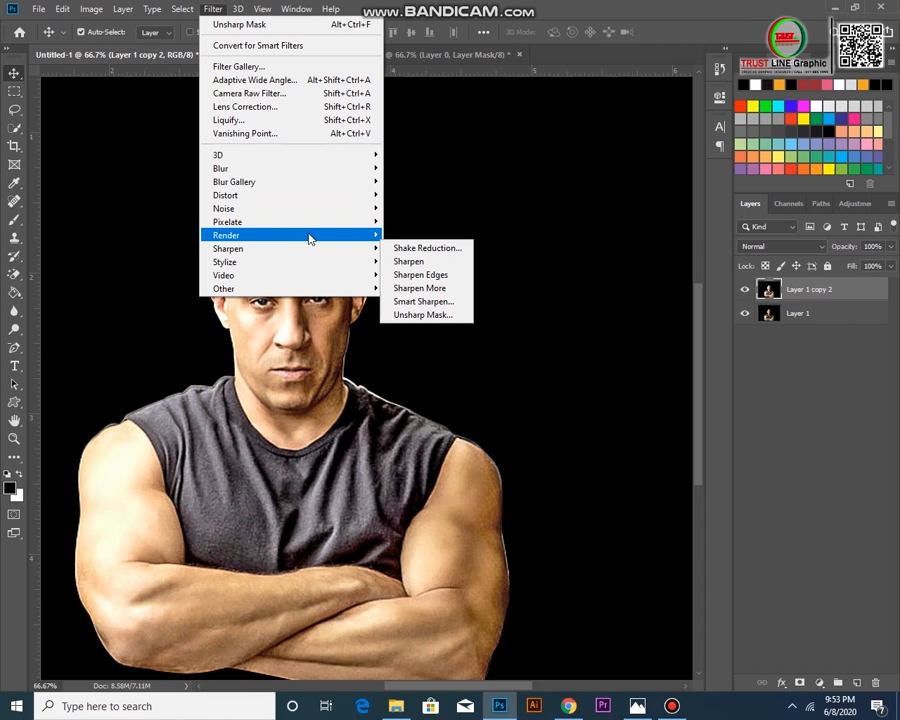 www.BANDICAM.com
File Edit Image Layer Type Select Filter 3D View Window Help
Auto-Select: Layer
3D Mode:
TRUST LINE Graphic
Untitled-1 @ 66.7% (Layer 1 copy 2, RGB/8) *
@ 66.7% (Layer 0, Layer Mask/8) *
Unsharp Mask Alt+Ctrl+F
Convert for Smart Filters
Filter Gallery...
Adaptive Wide Angle... Alt+Shift+Ctrl+A
Camera Raw Filter... Shift+Ctrl+A
Lens Correction... Shift+Ctrl+R
Liquify... Shift+Ctrl+X
Vanishing Point... Alt+Ctrl+V
3D
Blur
Blur Gallery
Distort
Noise
Pixelate
Render
Sharpen
Stylize
Video
Other
Shake Reduction...
Sharpen
Sharpen Edges
Sharpen More
Smart Sharpen...
Unsharp Mask...
Layers Channels Paths Adjustme
Kind
Normal Opacity: 100%
Lock: Fill: 100%
Layer 1 copy 2
Layer 1
66.67% Doc: 8.58M/7.11M
Type here to search
9:53 PM
6/8/2020